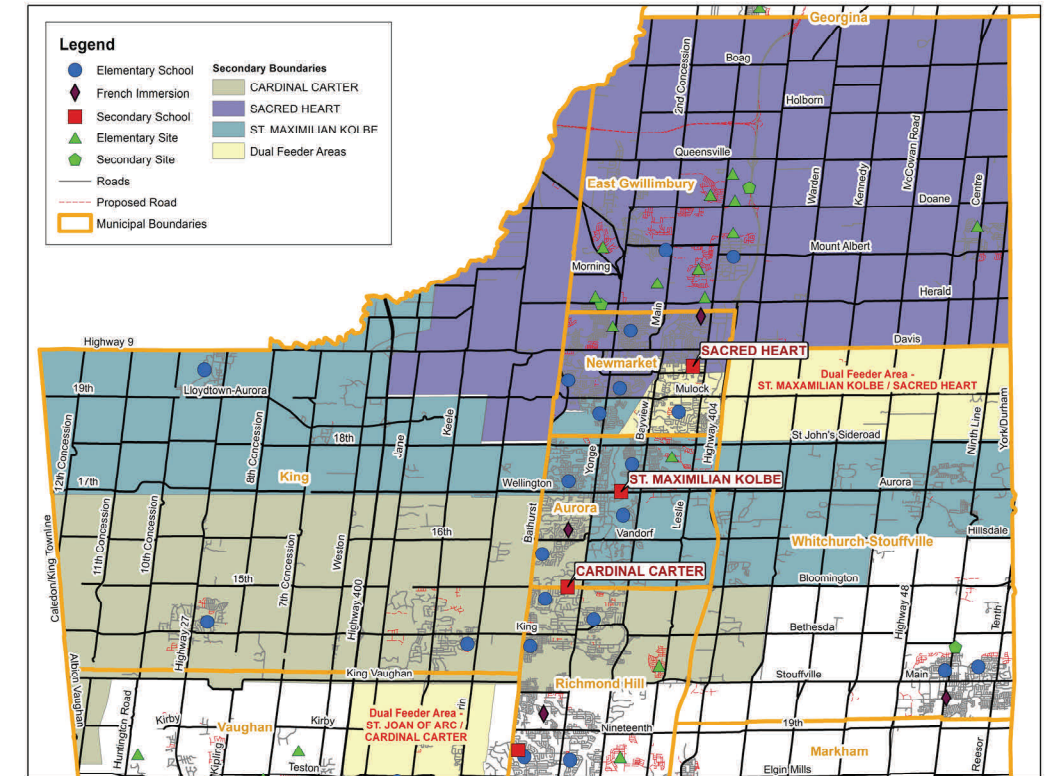 Legend
Elementary School
French Immersion
Secondary School
Elementary Site
Secondary Site
Roads
Proposed Road
Municipal Boundaries
Secondary Boundaries
CARDINAL CARTER
SACRED HEART
ST. MAXIMILIAN KOLBE
Dual Feeder Areas
Georgina
2nd Concession
Boag
Holborn
Queensville
McCowan Road
Warden
Kennedy
Centre
East Gwillimbury
Doane
Mount Albert
Morning
Main
Herald
Highway 9
Davis
SACRED HEART
Newmarket
Dual Feeder Area -
ST. MAXAMILIAN KOLBE / SACRED HEART
19th
Lloydtown-Aurora
Mulock
Bayview
Highway 404
Ninth Line
York/Durham
12th Concession
8th Concession
18th
Jane
Keele
St John's Sideroad
Yonge
17th
King
Wellington
ST. MAXIMILIAN KOLBE
Aurora
Aurora
Bathurst
Leslie
Vandorf
Hillsdale
Whitchurch-Stouffville
11th Concession
10th Concession
Weston
16th
Caledon/King Townline
15th
7th Concession
Highway 400
CARDINAL CARTER
Bloomington
Highway 27
King
Bethesda
Highway 48
Tenth
Albion Vaughan
King Vaughan
Richmond Hill
Stouffville
Main
Huntington Road
Kirby
Vaughan
Kirby
Kipling
Dual Feeder Area -
ST. JOAN OF ARC /
CARDINAL CARTER
Nineteenth
19th
Teston
Markham
Elgin Mills
Reesor